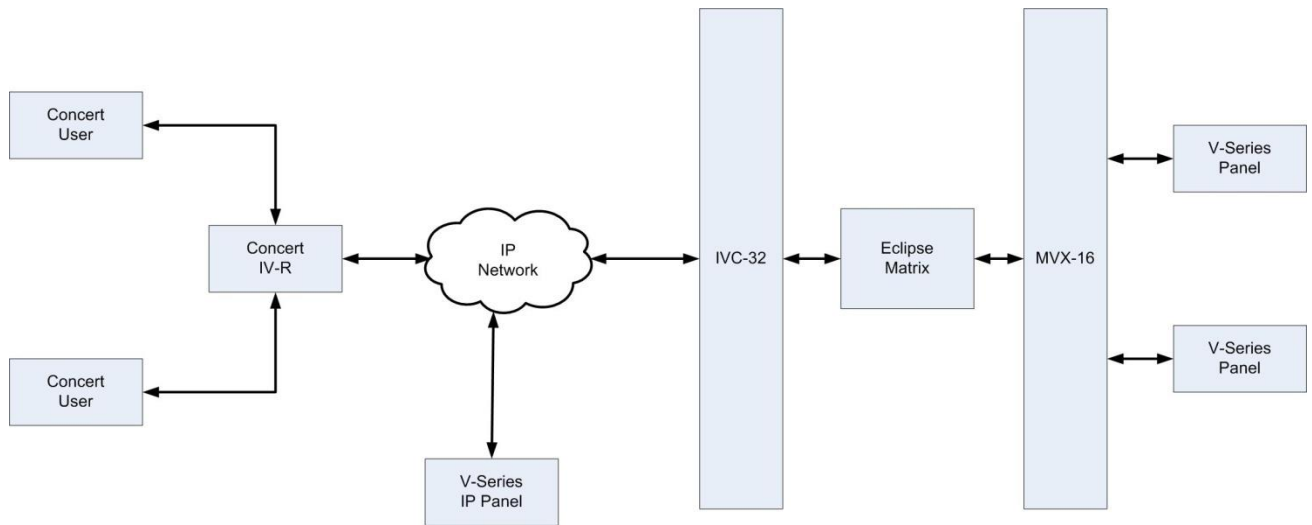 Concert
User
Concert
User
Concert
IV-R
IP
Network
V-Series
IP Panel
IVC-32
Eclipse
Matrix
MVX-16
V-Series
Panel
V-Series
Panel